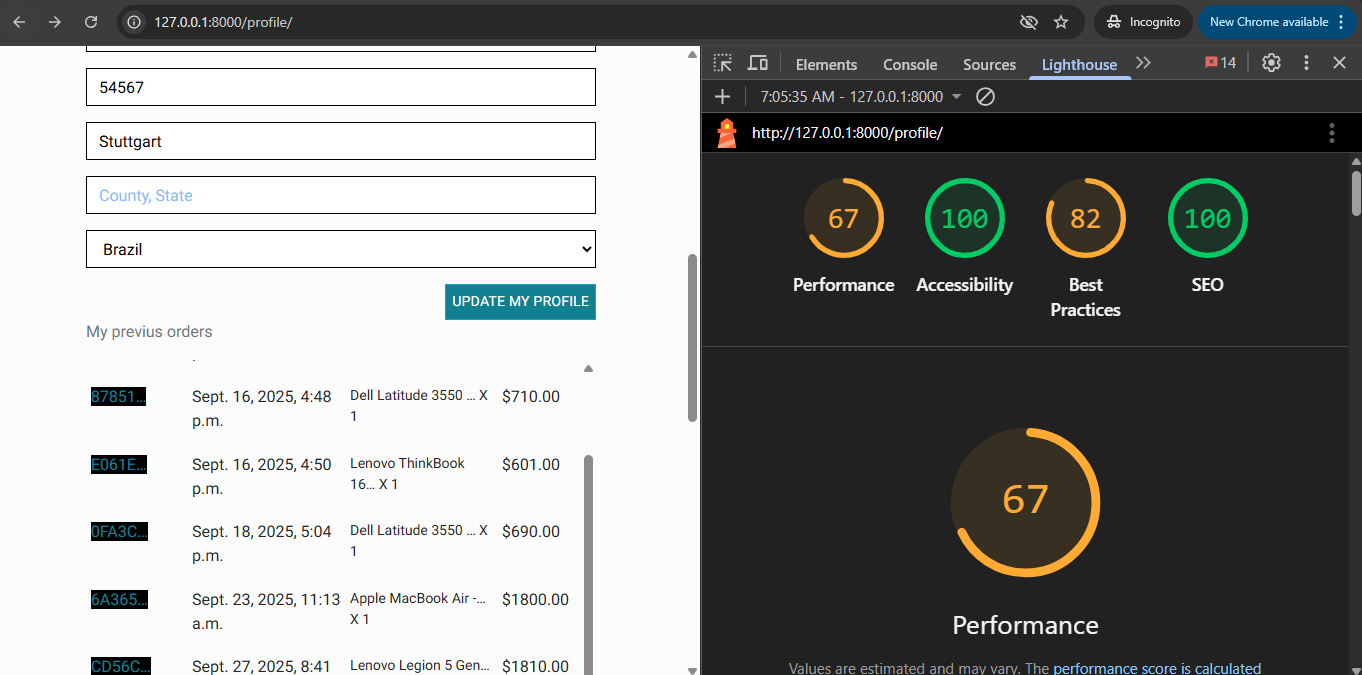 127.0.0.1:8000/profile/
Incognito
New Chrome available
54567
Stuttgart
County, State
Brazil
UPDATE MY PROFILE
My previus orders
87851... Sept. 16, 2025, 4:48 p.m. Dell Latitude 3550 ... X 1 $710.00
E061E... Sept. 16, 2025, 4:50 p.m. Lenovo ThinkBook 16... X 1 $601.00
0FA3C... Sept. 18, 2025, 5:04 p.m. Dell Latitude 3550 ... X 1 $690.00
6A365... Sept. 23, 2025, 11:13 a.m. Apple MacBook Air -... X 1 $1800.00
CD56C... Sept. 27, 2025, 8:41 Lenovo Legion 5 Gen... $1810.00
Elements Console Sources Lighthouse 14
7:05:35 AM - 127.0.0.1:8000
http://127.0.0.1:8000/profile/
67 100 82 100
Performance Accessibility Best Practices SEO
67
Performance
Values are estimated and may vary. The performance score is calculated